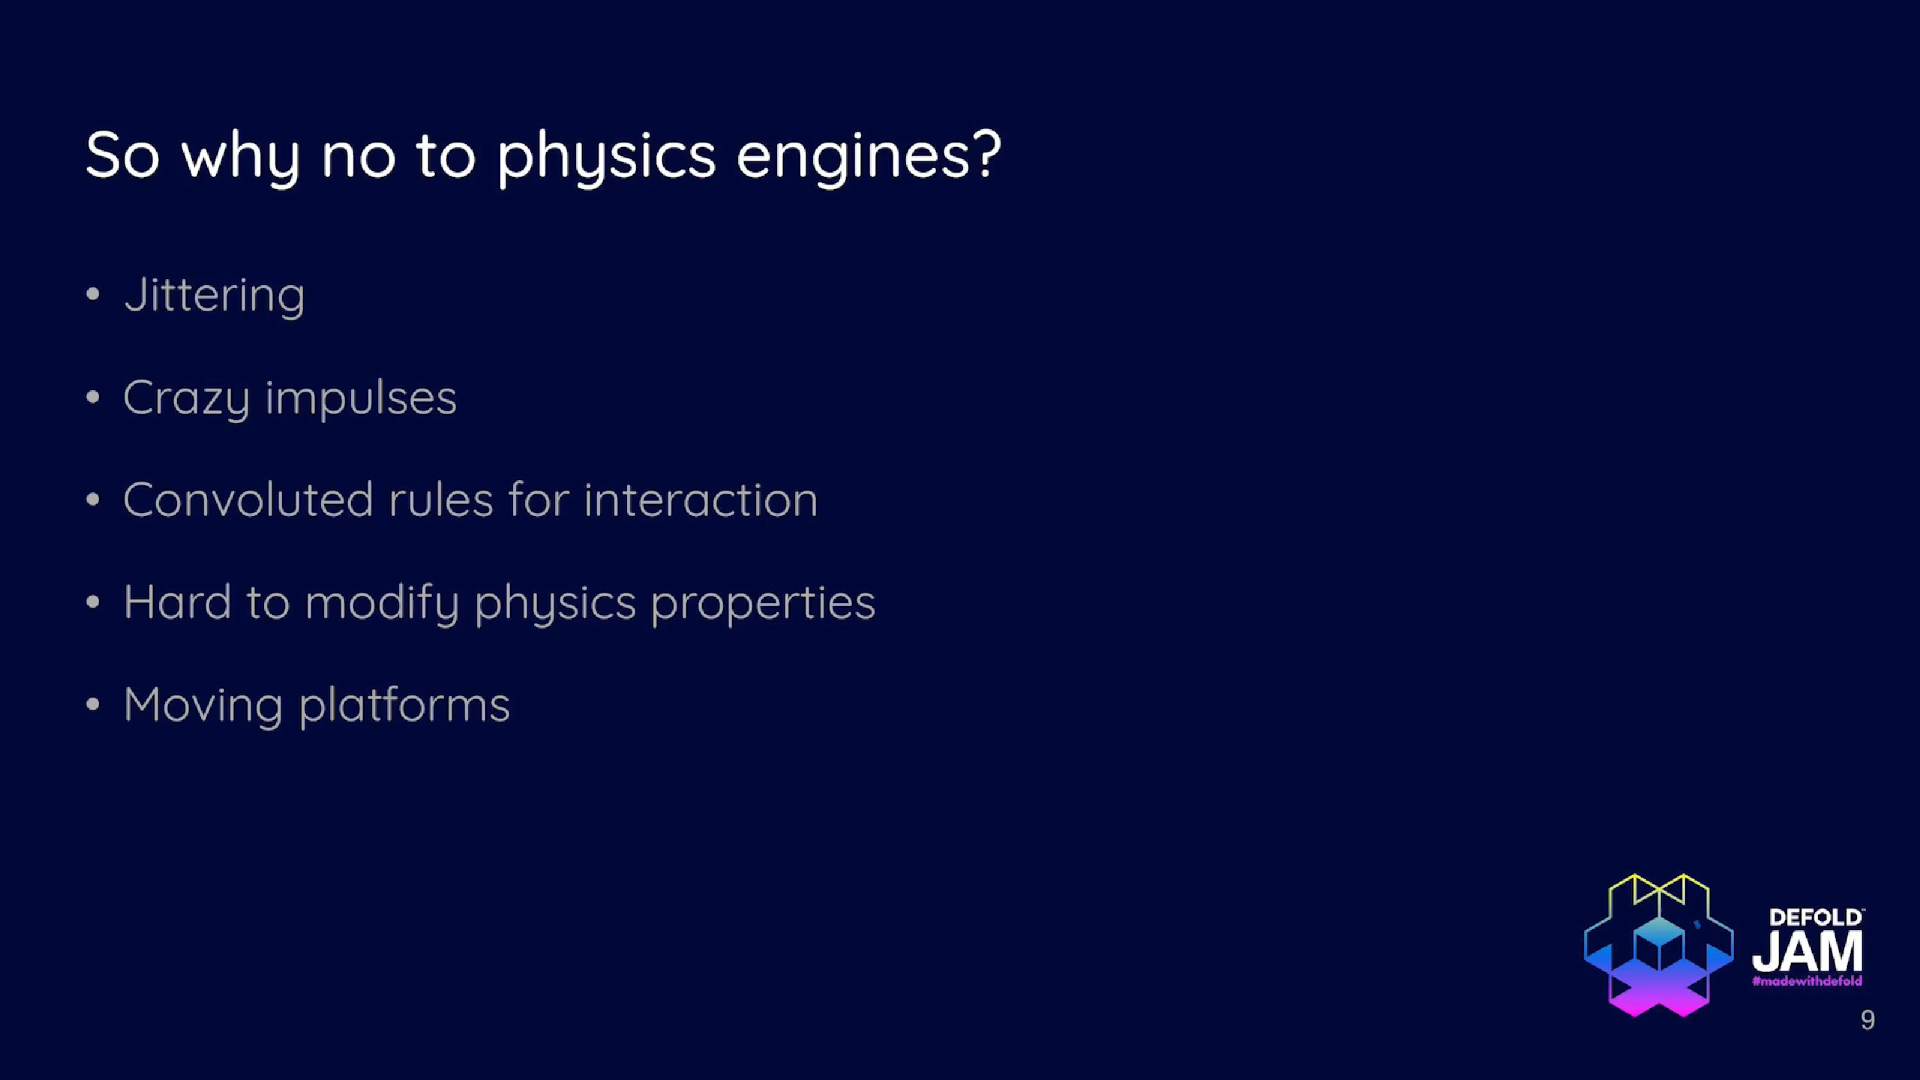 So why no to physics engines?
• Jittering
• Crazy impulses
• Convoluted rules for interaction
• Hard to modify physics properties
• Moving platforms
DEFOLD™
JAM
#madewithdefold
9